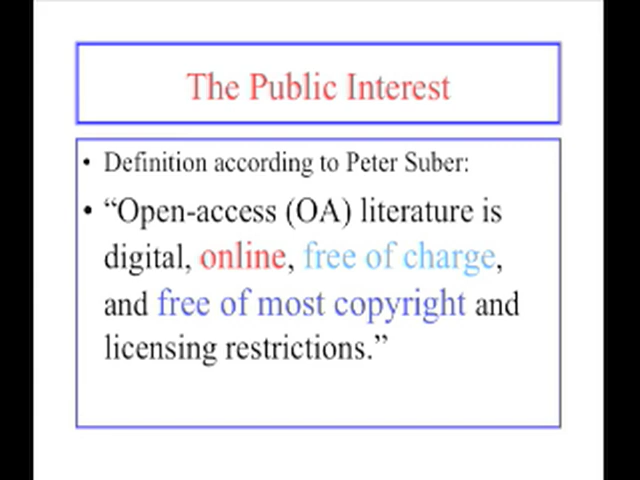 The Public Interest
• Definition according to Peter Suber:
• “Open-access (OA) literature is
digital, online, free of charge,
and free of most copyright and
licensing restrictions.”